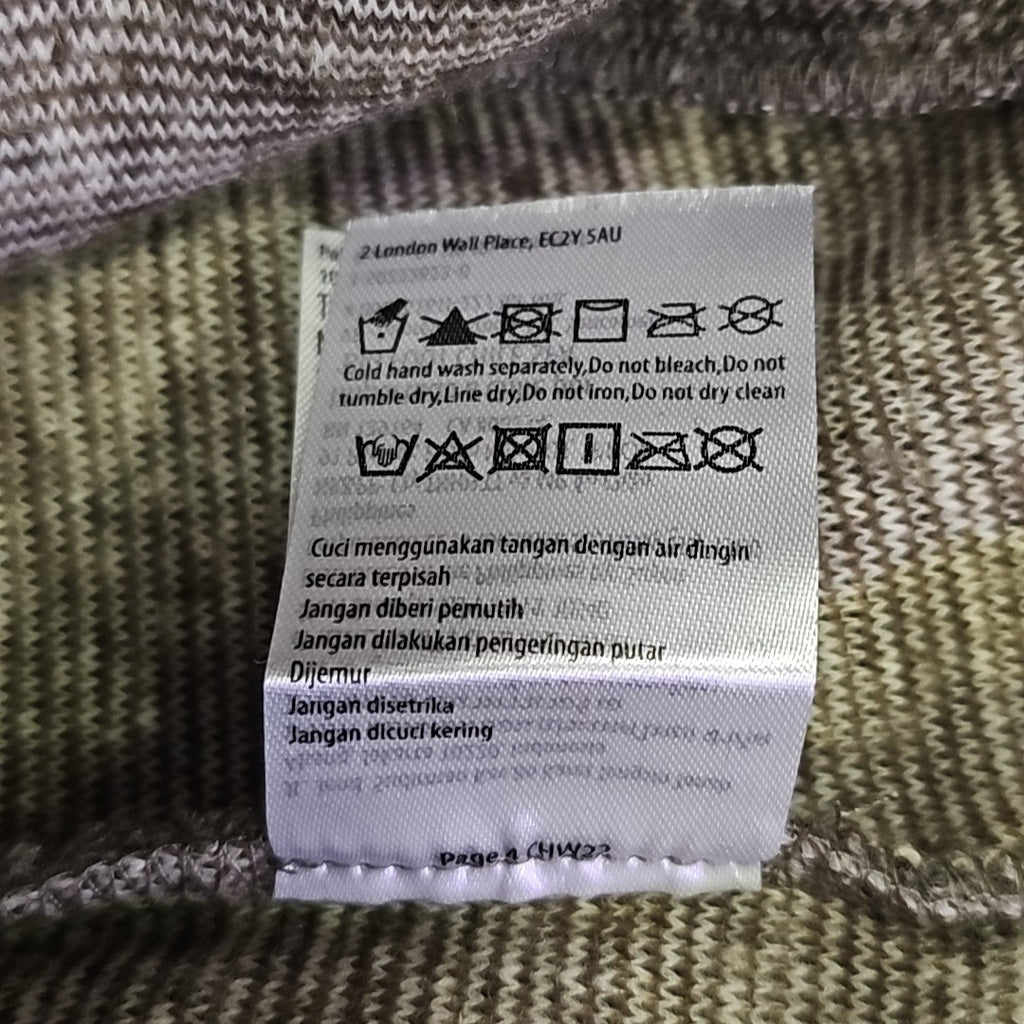 2 London Wall Place, EC2Y 5AU
Cold hand wash separately,Do not bleach,Do not
tumble dry,Line dry,Do not iron,Do not dry clean
Cuci menggunakan tangan dengan air dingin
secara terpisah
Jangan diberi pemutih
Jangan dilakukan pengeringan putar
Dijemur
Jangan disetrika
Jangan dicuci kering
Page 4 CHW22